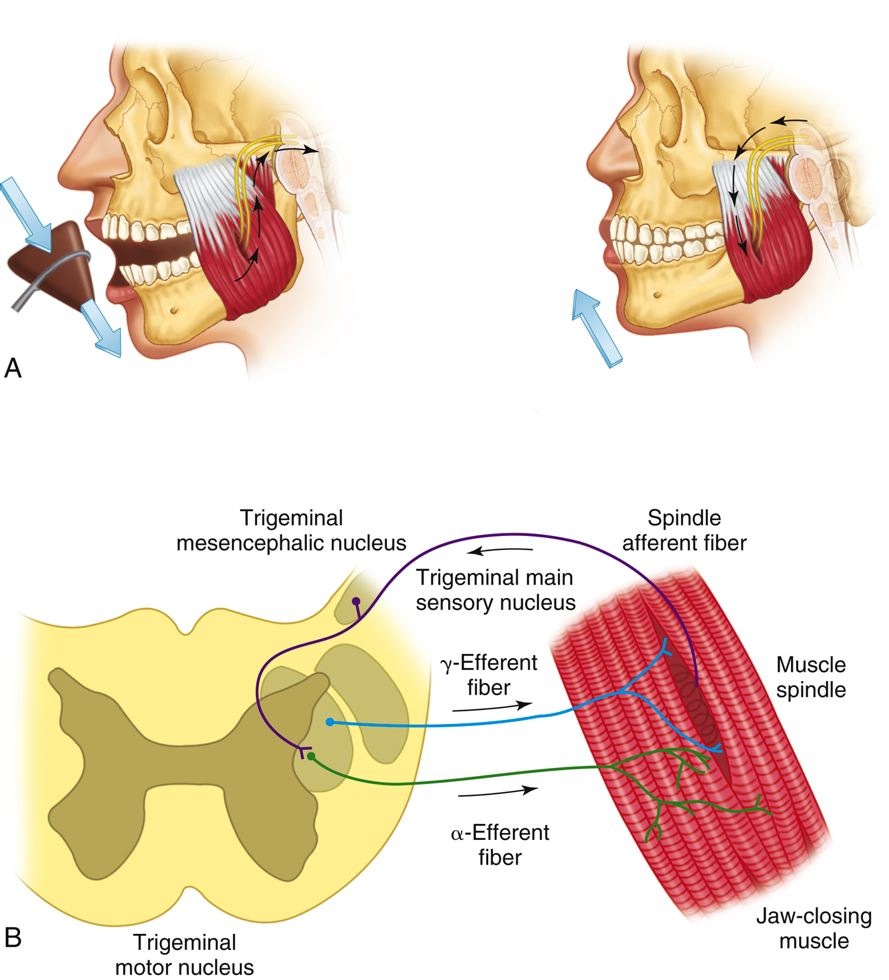 A
Trigeminal
mesencephalic nucleus
Spindle
afferent fiber
Trigeminal main
sensory nucleus
γ-Efferent
fiber
Muscle
spindle
α-Efferent
fiber
Jaw-closing
muscle
B
Trigeminal
motor nucleus